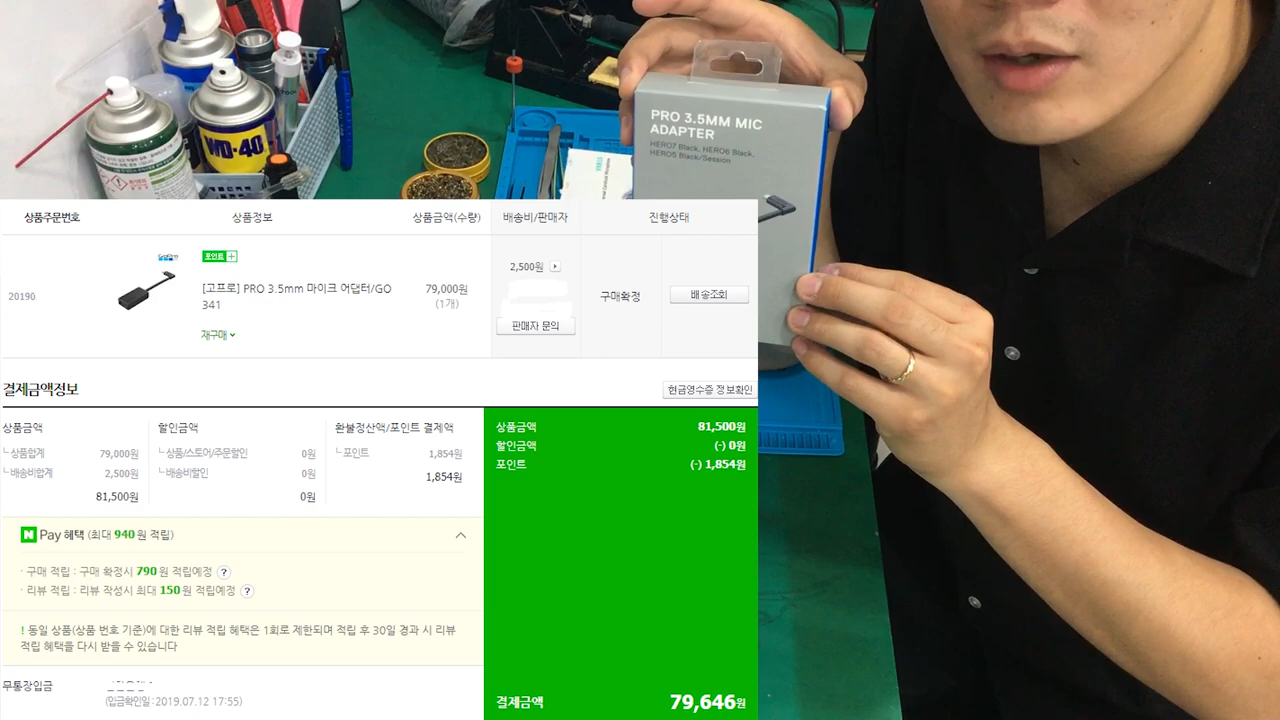 WD-40
PRO 3.5MM MIC
ADAPTER
HERO7 Black, HERO6 Black,
HERO5 Black/Session
상품주문번호 상품정보 상품금액(수량) 배송비/판매자 진행상태
GoPro
포인트 +
20190 [고프로] PRO 3.5mm 마이크 어댑터/GO 79,000원 2,500원 구매확정 배송조회
341 (1개)
판매자 문의
재구매
결제금액정보 현금영수증 정보확인
상품금액 할인금액 환불정산액/포인트 결제액
상품합계 79,000원 상품/스토어/주문할인 0원 포인트 1,854원
배송비합계 2,500원 배송비할인 0원 1,854원
81,500원 0원
상품금액 81,500원
할인금액 (-) 0원
포인트 (-) 1,854원
N Pay 혜택 (최대 940원 적립)
· 구매 적립 : 구매 확정시 790원 적립예정 ?
· 리뷰 적립 : 리뷰 작성시 최대 150원 적립예정 ?
! 동일 상품(상품 번호 기준)에 대한 리뷰 적립 혜택은 1회로 제한되며 적립 후 30일 경과 시 리뷰
적립 혜택을 다시 받을 수 있습니다
무통장입금
(입금확인일 : 2019.07.12 17:55)
결제금액 79,646원